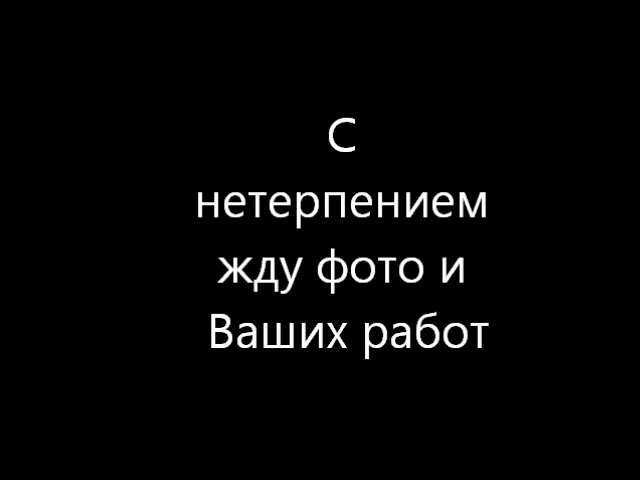 С
нетерпением
жду фото и
Ваших работ